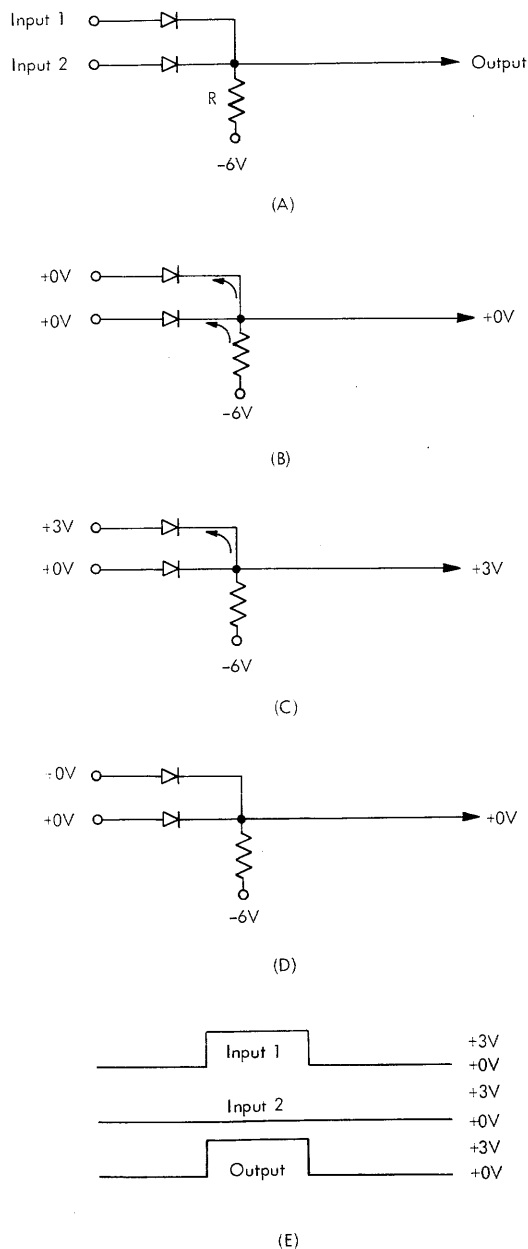 Input 1
Input 2 Output
R
-6V
(A)
+0V
+0V +0V
-6V
(B)
+3V
+0V +3V
-6V
(C)
+0V
+0V +0V
-6V
(D)
Input 1 +3V
+0V
+3V
Input 2 +0V
+3V
Output +0V
(E)